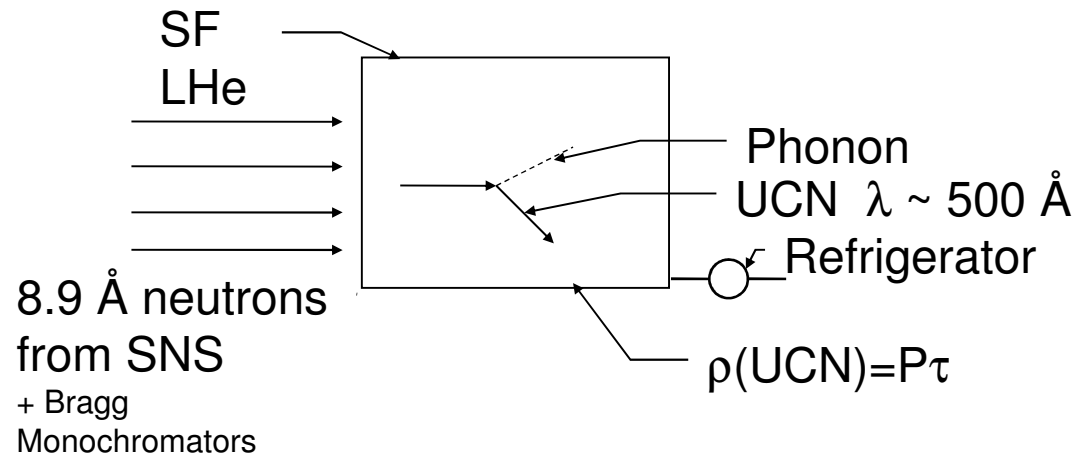 SF
LHe
Phonon
UCN λ ~ 500 Å
Refrigerator
8.9 Å neutrons
from SNS
+ Bragg
Monochromators
ρ(UCN)=Pτ